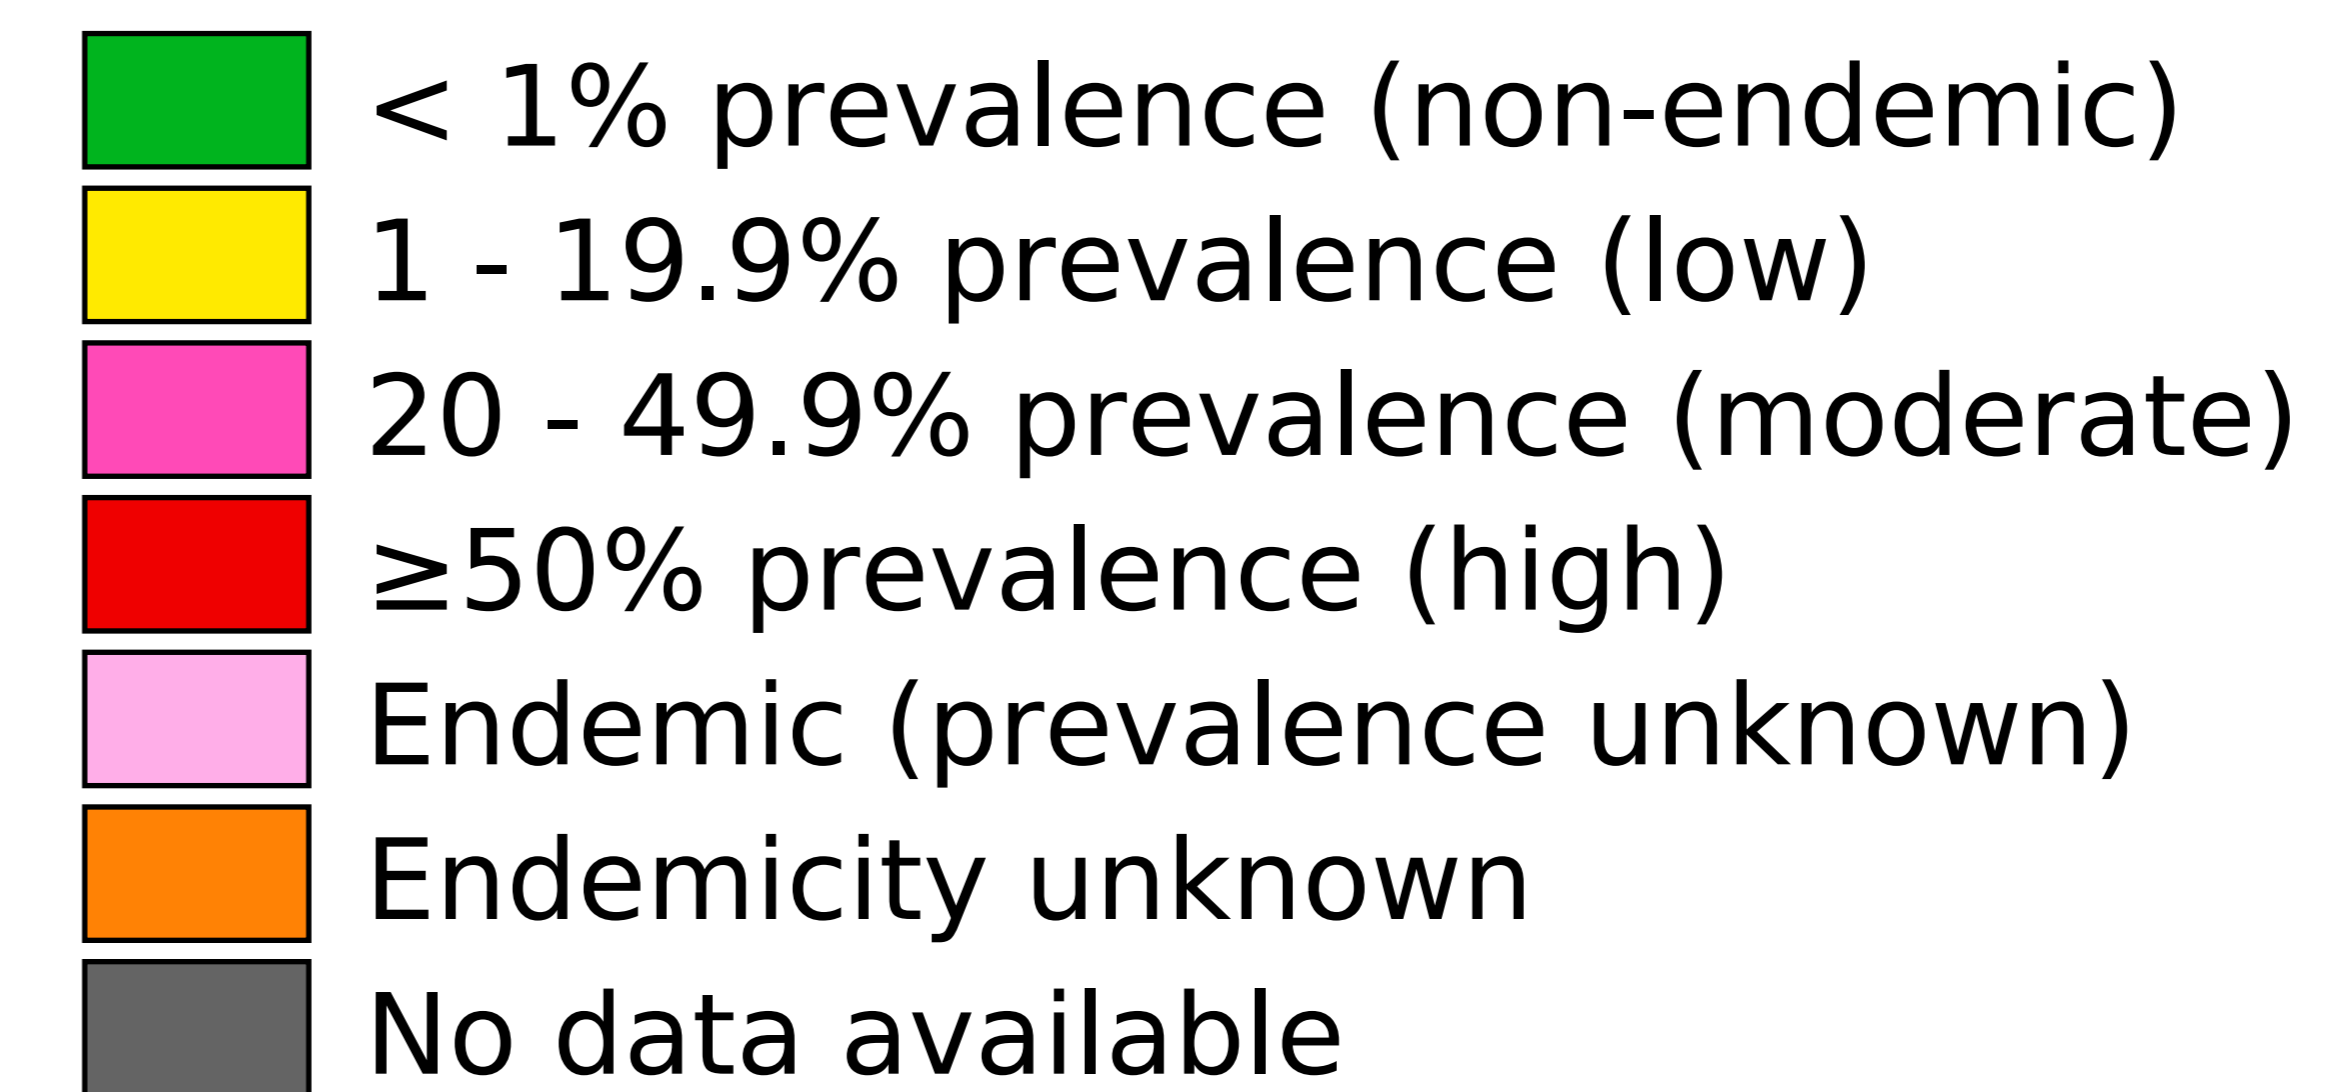 < 1% prevalence (non-endemic)
1 - 19.9% prevalence (low)
20 - 49.9% prevalence (moderate)
≥50% prevalence (high)
Endemic (prevalence unknown)
Endemicity unknown
No data available